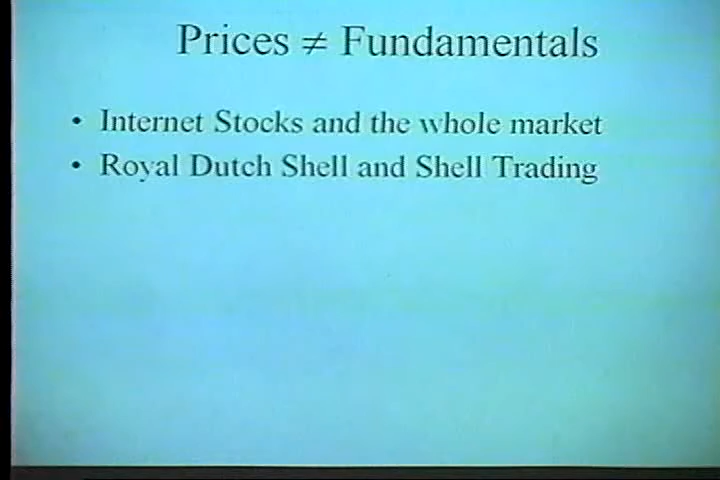 Prices ≠ Fundamentals
• Internet Stocks and the whole market
• Royal Dutch Shell and Shell Trading